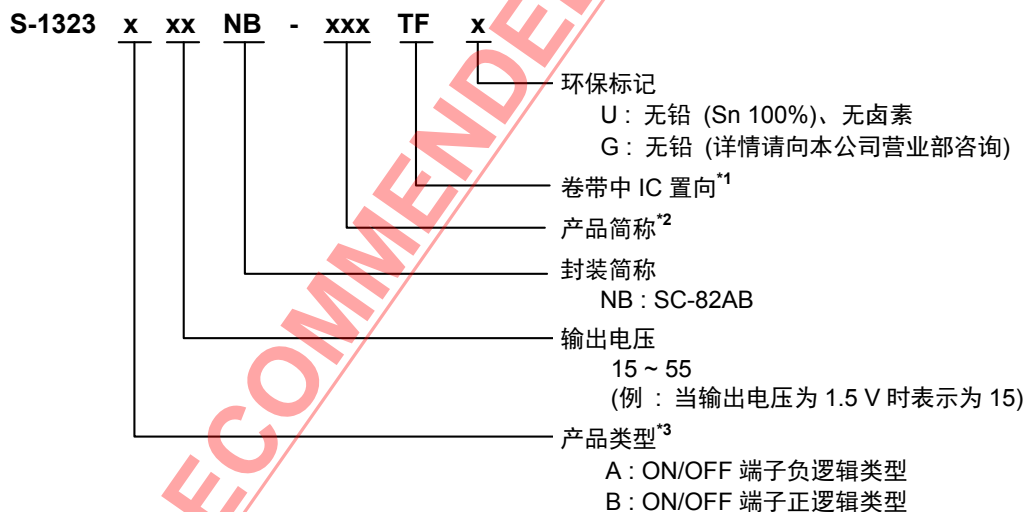 S-1323 x xx NB - xxx TF x
环保标记
U : 无铅 (Sn 100%)、无卤素
G : 无铅 (详情请向本公司营业部咨询)
卷带中 IC 置向*1
产品简称*2
封装简称
NB : SC-82AB
输出电压
15 ~ 55
(例 : 当输出电压为 1.5 V 时表示为 15)
产品类型*3
A : ON/OFF 端子负逻辑类型
B : ON/OFF 端子正逻辑类型
ECOMMENDE